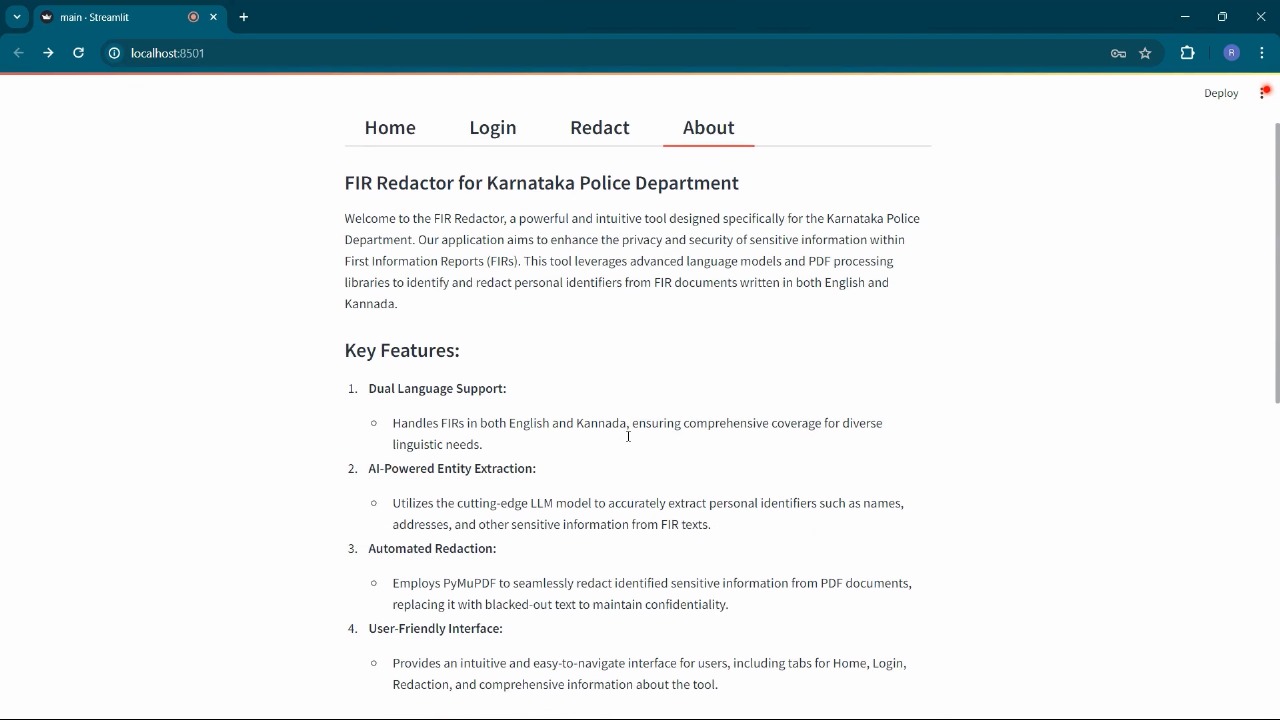 main · Streamlit
localhost:8501
R
Deploy
Home Login Redact About
FIR Redactor for Karnataka Police Department
Welcome to the FIR Redactor, a powerful and intuitive tool designed specifically for the Karnataka Police
Department. Our application aims to enhance the privacy and security of sensitive information within
First Information Reports (FIRs). This tool leverages advanced language models and PDF processing
libraries to identify and redact personal identifiers from FIR documents written in both English and
Kannada.
Key Features:
1. Dual Language Support:
Handles FIRs in both English and Kannada, ensuring comprehensive coverage for diverse
linguistic needs.
2. AI-Powered Entity Extraction:
Utilizes the cutting-edge LLM model to accurately extract personal identifiers such as names,
addresses, and other sensitive information from FIR texts.
3. Automated Redaction:
Employs PyMuPDF to seamlessly redact identified sensitive information from PDF documents,
replacing it with blacked-out text to maintain confidentiality.
4. User-Friendly Interface:
Provides an intuitive and easy-to-navigate interface for users, including tabs for Home, Login,
Redaction, and comprehensive information about the tool.